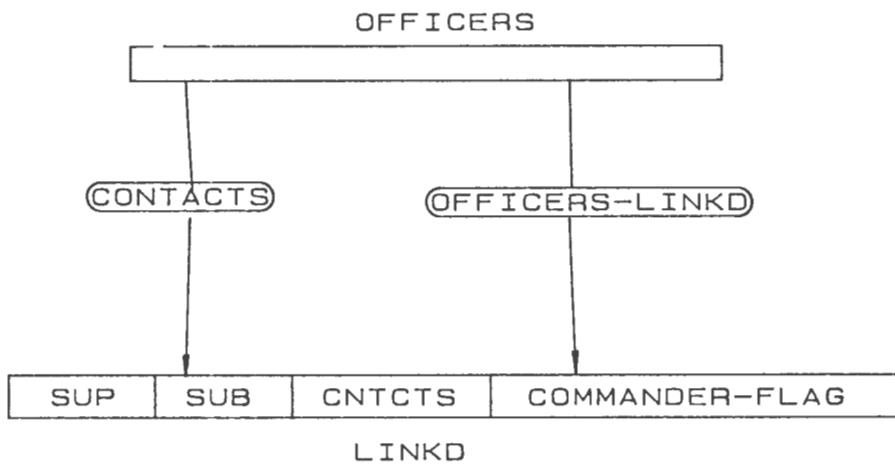 OFFICERS
CONTACTS OFFICERS-LINKD
SUP SUB CNTCTS COMMANDER-FLAG
LINKD